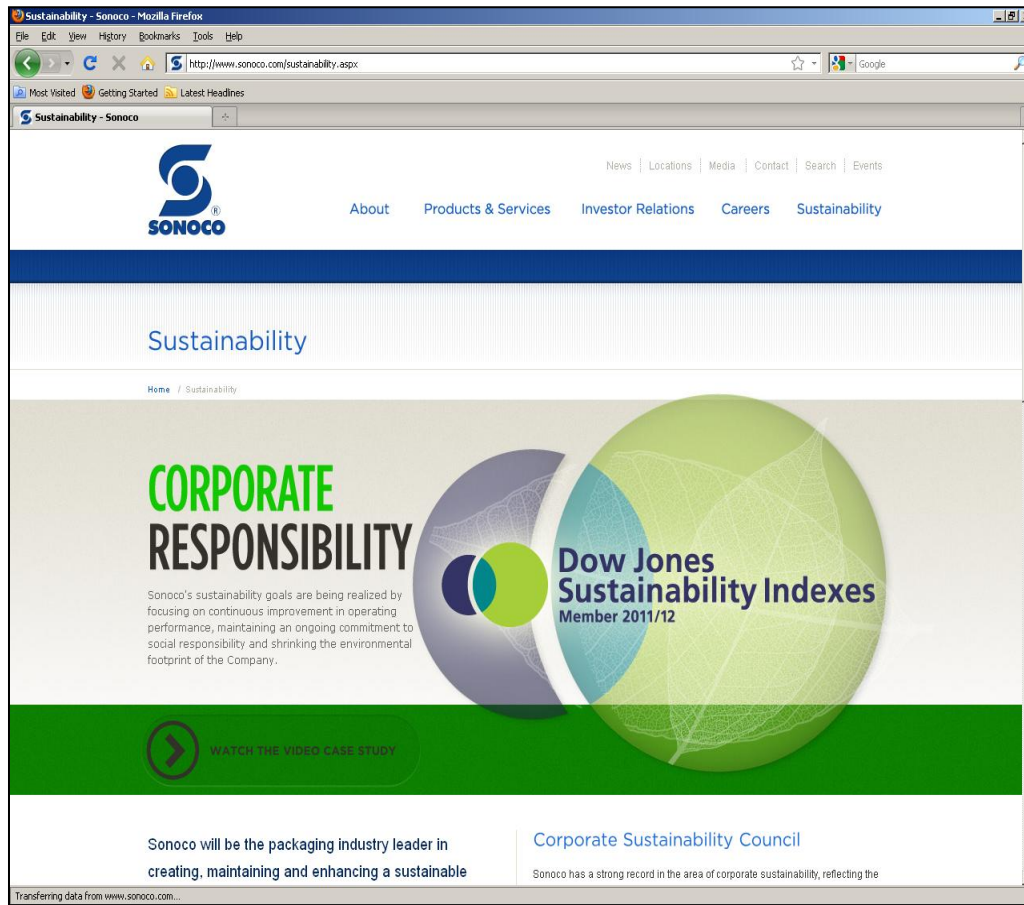 Sustainability - Sonoco - Mozilla Firefox
File Edit View History Bookmarks Tools Help
http://www.sonoco.com/sustainability.aspx
Google
Most Visited Getting Started Latest Headlines
Sustainability - Sonoco
News Locations Media Contact Search Events
SONOCO®
About Products & Services Investor Relations Careers Sustainability
Sustainability
Home / Sustainability
CORPORATE
RESPONSIBILITY
Sonoco's sustainability goals are being realized by
focusing on continuous improvement in operating
performance, maintaining an ongoing commitment to
social responsibility and shrinking the environmental
footprint of the Company.
Dow Jones
Sustainability Indexes
Member 2011/12
WATCH THE VIDEO CASE STUDY
Sonoco will be the packaging industry leader in
creating, maintaining and enhancing a sustainable
Corporate Sustainability Council
Sonoco has a strong record in the area of corporate sustainability, reflecting the
Transferring data from www.sonoco.com...